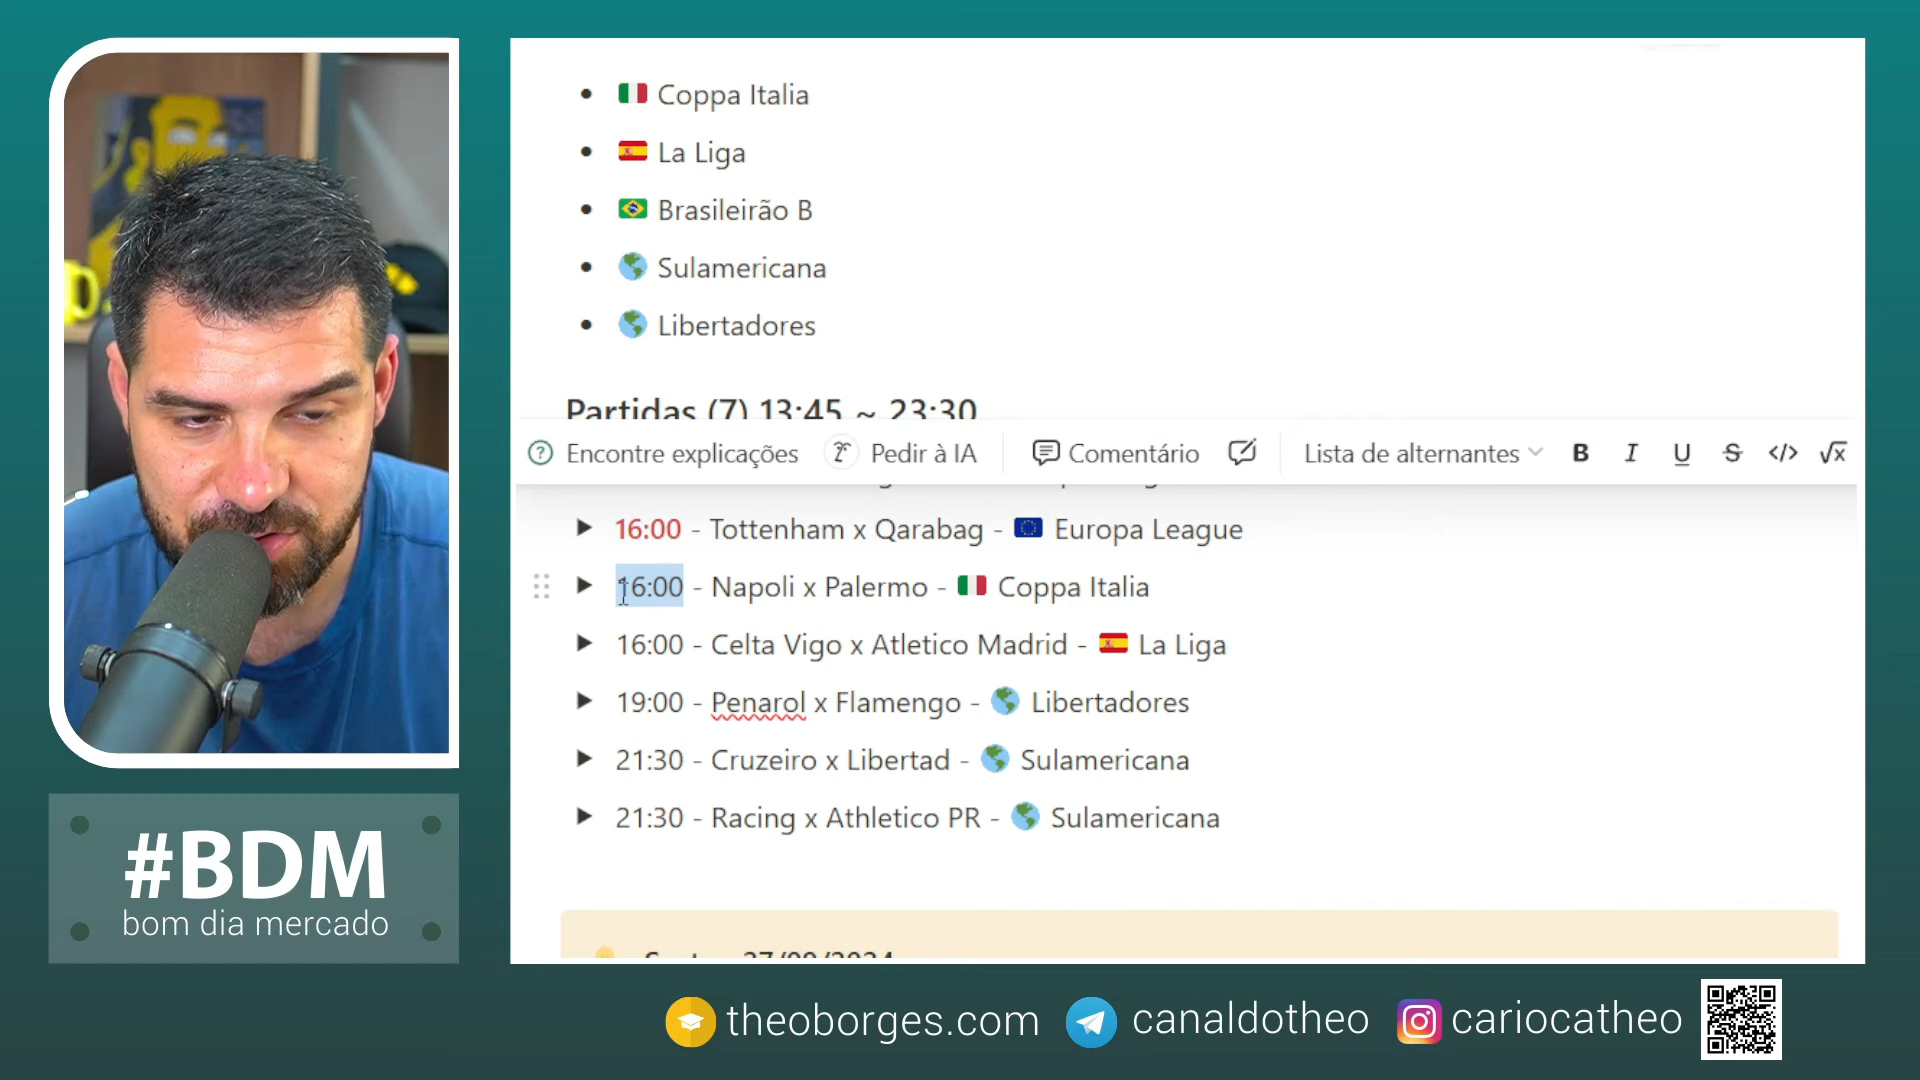 Coppa Italia
La Liga
Brasileirão B
Sulamericana
Libertadores
Partidas (7) 13:45 ~ 23:30
Encontre explicações Pedir à IA Comentário Lista de alternantes B I U S </> √x
16:00 - Tottenham x Qarabag - Europa League
16:00 - Napoli x Palermo - Coppa Italia
16:00 - Celta Vigo x Atletico Madrid - La Liga
19:00 - Penarol x Flamengo - Libertadores
21:30 - Cruzeiro x Libertad - Sulamericana
21:30 - Racing x Athletico PR - Sulamericana
#BDM
bom dia mercado
theoborges.com canaldotheo cariocatheo